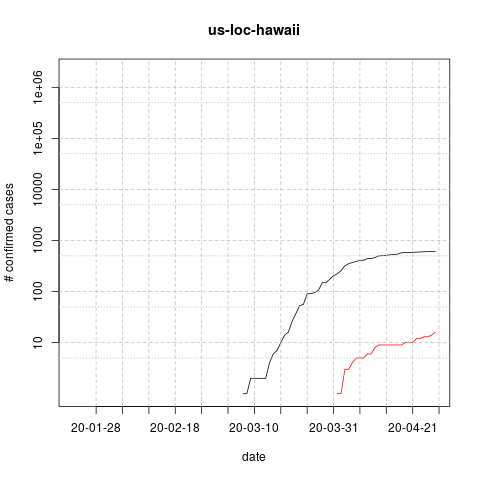 us-loc-hawaii
# confirmed cases
1e+06
1e+05
10000
1000
100
10
20-01-28
20-02-18
20-03-10
20-03-31
20-04-21
date